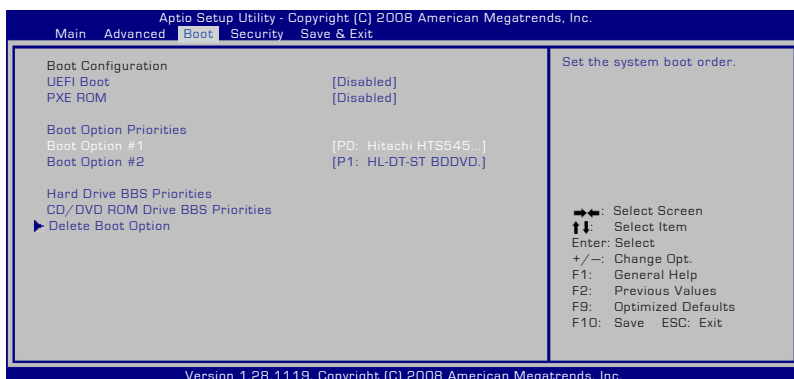 Aptio Setup Utility - Copyright (C) 2008 American Megatrends, Inc.
Main Advanced Boot Security Save & Exit
Boot Configuration
UEFI Boot [Disabled]
PXE ROM [Disabled]
Boot Option Priorities
Boot Option #1 [P0: Hitachi HTS545...]
Boot Option #2 [P1: HL-DT-ST BDDVD.]
Hard Drive BBS Priorities
CD/DVD ROM Drive BBS Priorities
Delete Boot Option
Set the system boot order.
→←: Select Screen
↑↓: Select Item
Enter: Select
+/—: Change Opt.
F1: General Help
F2: Previous Values
F9: Optimized Defaults
F10: Save ESC: Exit
Version 1.28.1119. Copyright (C) 2008 American Megatrends, Inc.